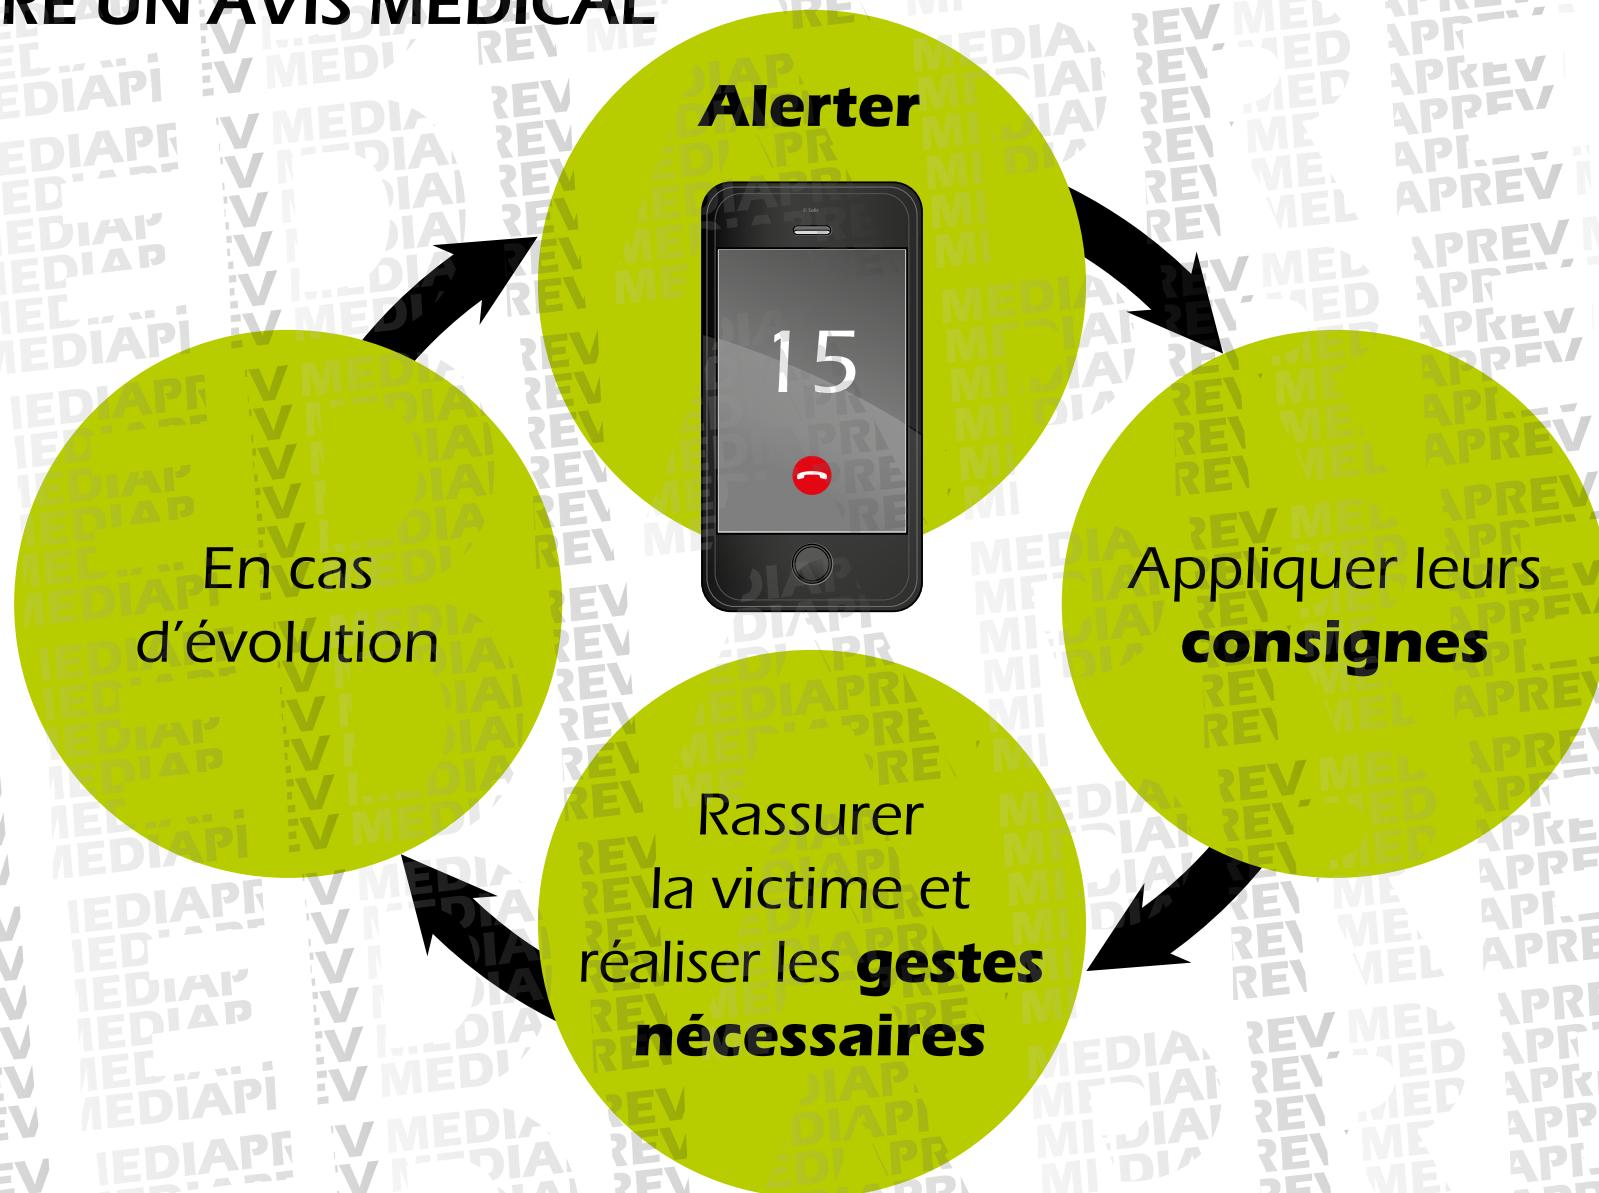 RE UN AVIS MÉDICAL
Alerter
15
En cas
d'évolution
Appliquer leurs
consignes
Rassurer
la victime et
réaliser les gestes
nécessaires